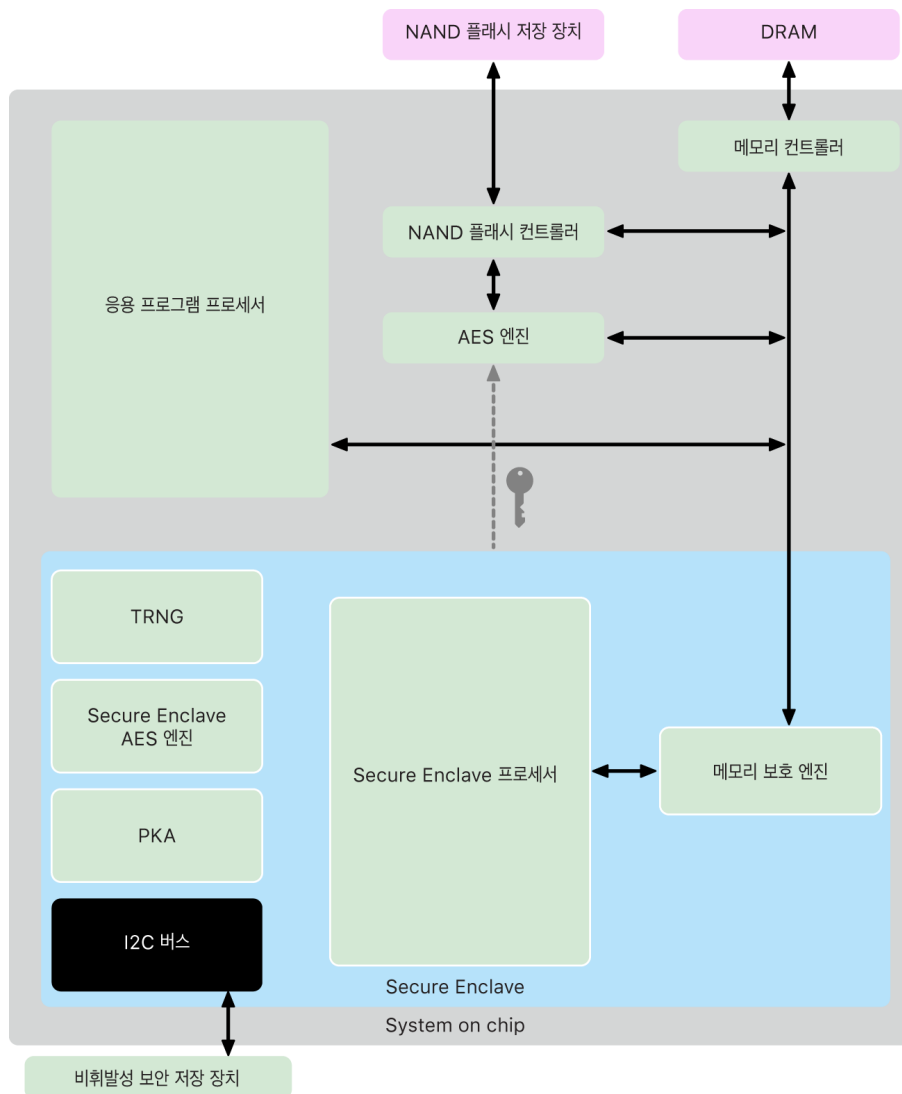 NAND 플래시 저장 장치
DRAM
메모리 컨트롤러
NAND 플래시 컨트롤러
응용 프로그램 프로세서
AES 엔진
TRNG
Secure Enclave
AES 엔진
Secure Enclave 프로세서
메모리 보호 엔진
PKA
I2C 버스
Secure Enclave
System on chip
비휘발성 보안 저장 장치